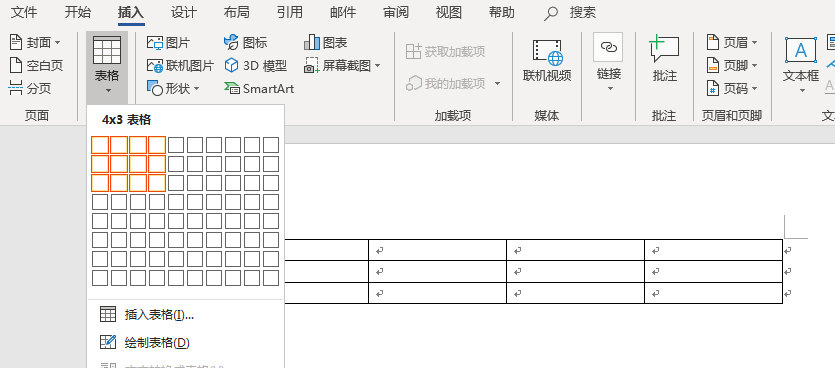 文件 开始 插入 设计 布局 引用 邮件 审阅 视图 帮助 搜索
封面
空白页
分页
页面
表格
图片
联机图片
形状
图标
3D 模型
SmartArt
图表
屏幕截图
获取加载项
我的加载项
加载项
联机视频
媒体
链接
批注
批注
页眉
页脚
页码
页眉和页脚
文本框
4x3 表格
插入表格(I)...
绘制表格(D)